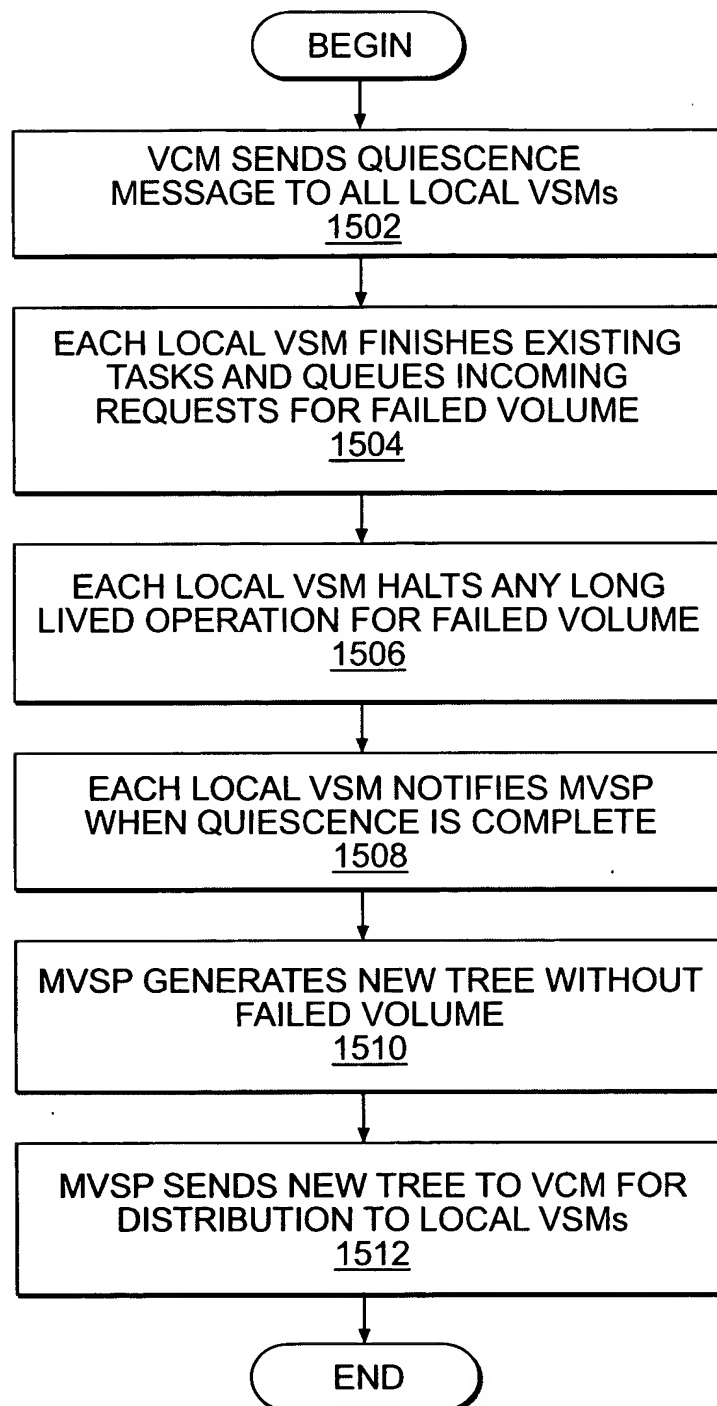 BEGIN
VCM SENDS QUIESCENCE
MESSAGE TO ALL LOCAL VSMs
1502
EACH LOCAL VSM FINISHES EXISTING
TASKS AND QUEUES INCOMING
REQUESTS FOR FAILED VOLUME
1504
EACH LOCAL VSM HALTS ANY LONG
LIVED OPERATION FOR FAILED VOLUME
1506
EACH LOCAL VSM NOTIFIES MVSP
WHEN QUIESCENCE IS COMPLETE
1508
MVSP GENERATES NEW TREE WITHOUT
FAILED VOLUME
1510
MVSP SENDS NEW TREE TO VCM FOR
DISTRIBUTION TO LOCAL VSMs
1512
END